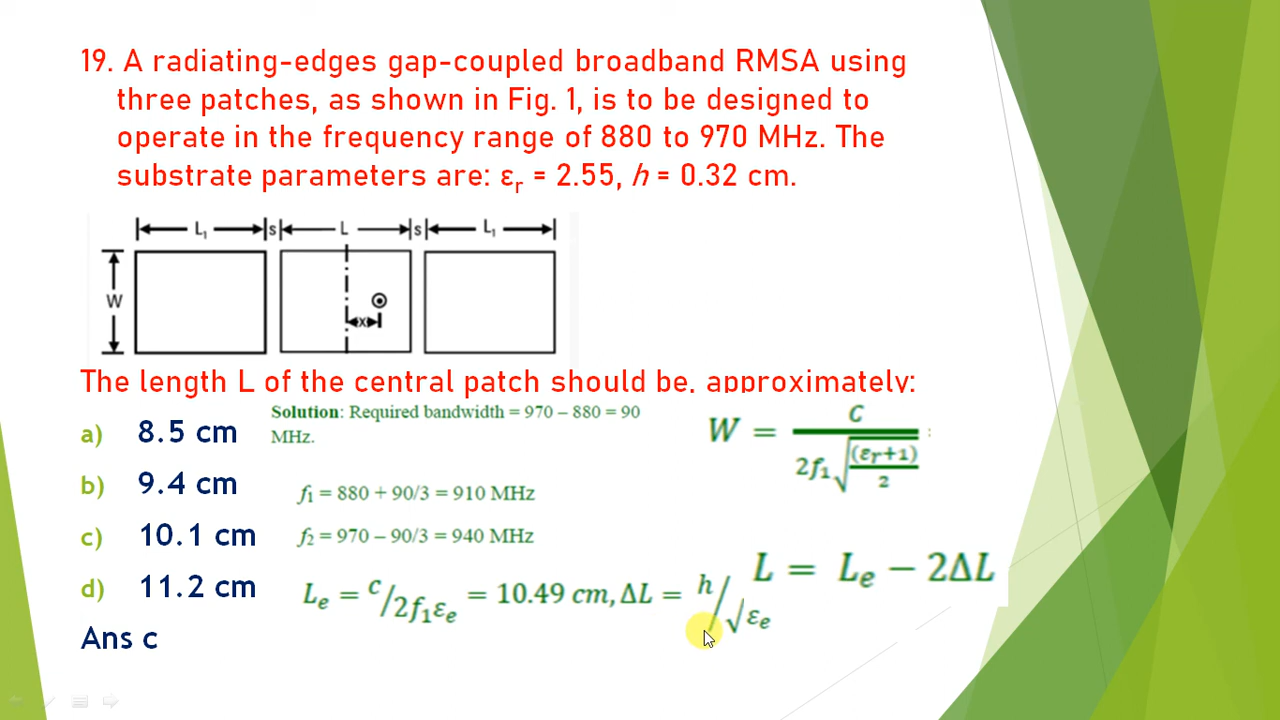 19. A radiating-edges gap-coupled broadband RMSA using
three patches, as shown in Fig. 1, is to be designed to
operate in the frequency range of 880 to 970 MHz. The
substrate parameters are: εr = 2.55, h = 0.32 cm.
L1 s L s L1
W
x
The length L of the central patch should be, approximately:
Solution: Required bandwidth = 970 – 880 = 90
MHz.
a) 8.5 cm
b) 9.4 cm
c) 10.1 cm
d) 11.2 cm
Ans c
f1 = 880 + 90/3 = 910 MHz
f2 = 970 – 90/3 = 940 MHz
Le = c/2f1εe = 10.49 cm, ΔL = h/√εe
W = C / 2f1√((εr+1)/2)
L = Le − 2ΔL